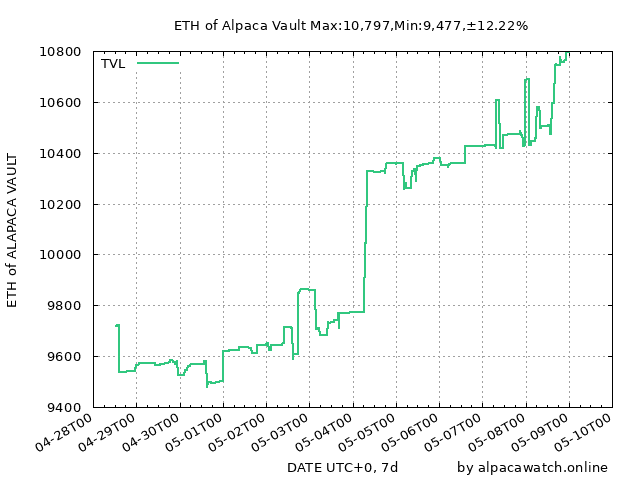 ETH of Alpaca Vault Max:10,797,Min:9,477,±12.22%
TVL
ETH of ALAPACA VAULT
10800
10600
10400
10200
10000
9800
9600
9400
04-28T00
04-29T00
04-30T00
05-01T00
05-02T00
05-03T00
05-04T00
05-05T00
05-06T00
05-07T00
05-08T00
05-09T00
05-10T00
DATE UTC+0, 7d
by alpacawatch.online